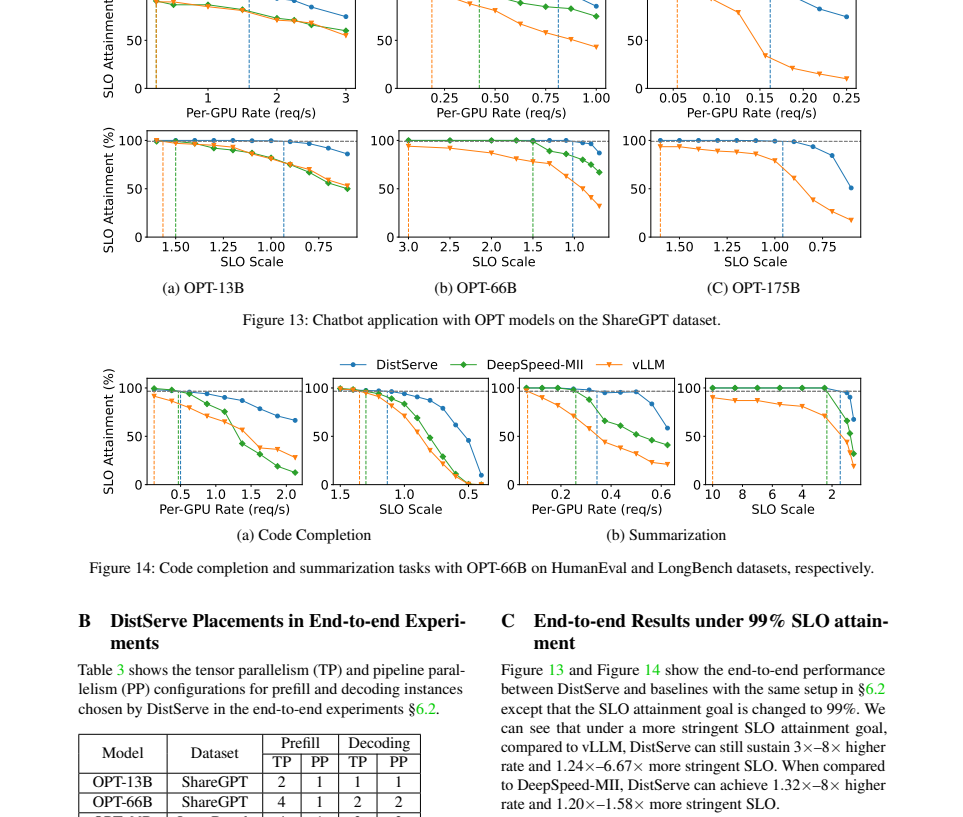 SLO Attainment (%)
50
0
1
2
3
Per-GPU Rate (req/s)
50
0
0.25
0.50
0.75
1.00
Per-GPU Rate (req/s)
50
0
0.05
0.10
0.15
0.20
0.25
Per-GPU Rate (req/s)
SLO Attainment (%)
100
50
0
1.50
1.25
1.00
0.75
SLO Scale
100
50
0
3.0
2.5
2.0
1.5
1.0
SLO Scale
100
50
0
1.50
1.25
1.00
0.75
SLO Scale
(a) OPT-13B
(b) OPT-66B
(C) OPT-175B
Figure 13: Chatbot application with OPT models on the ShareGPT dataset.
DistServe
DeepSpeed-MII
vLLM
SLO Attainment (%)
100
50
0
0.5
1.0
1.5
2.0
Per-GPU Rate (req/s)
100
50
0
1.5
1.0
0.5
SLO Scale
100
50
0
0.2
0.4
0.6
Per-GPU Rate (req/s)
100
50
0
10
8
6
4
2
SLO Scale
(a) Code Completion
(b) Summarization
Figure 14: Code completion and summarization tasks with OPT-66B on HumanEval and LongBench datasets, respectively.
B DistServe Placements in End-to-end Experi-
ments
Table 3 shows the tensor parallelism (TP) and pipeline paral-
lelism (PP) configurations for prefill and decoding instances
chosen by DistServe in the end-to-end experiments §6.2.
Model Dataset Prefill Decoding
TP PP TP PP
OPT-13B ShareGPT 2 1 1 1
OPT-66B ShareGPT 4 1 2 2
C End-to-end Results under 99% SLO attain-
ment
Figure 13 and Figure 14 show the end-to-end performance
between DistServe and baselines with the same setup in §6.2
except that the SLO attainment goal is changed to 99%. We
can see that under a more stringent SLO attainment goal,
compared to vLLM, DistServe can still sustain 3×–8× higher
rate and 1.24×–6.67× more stringent SLO. When compared
to DeepSpeed-MII, DistServe can achieve 1.32×–8× higher
rate and 1.20×–1.58× more stringent SLO.